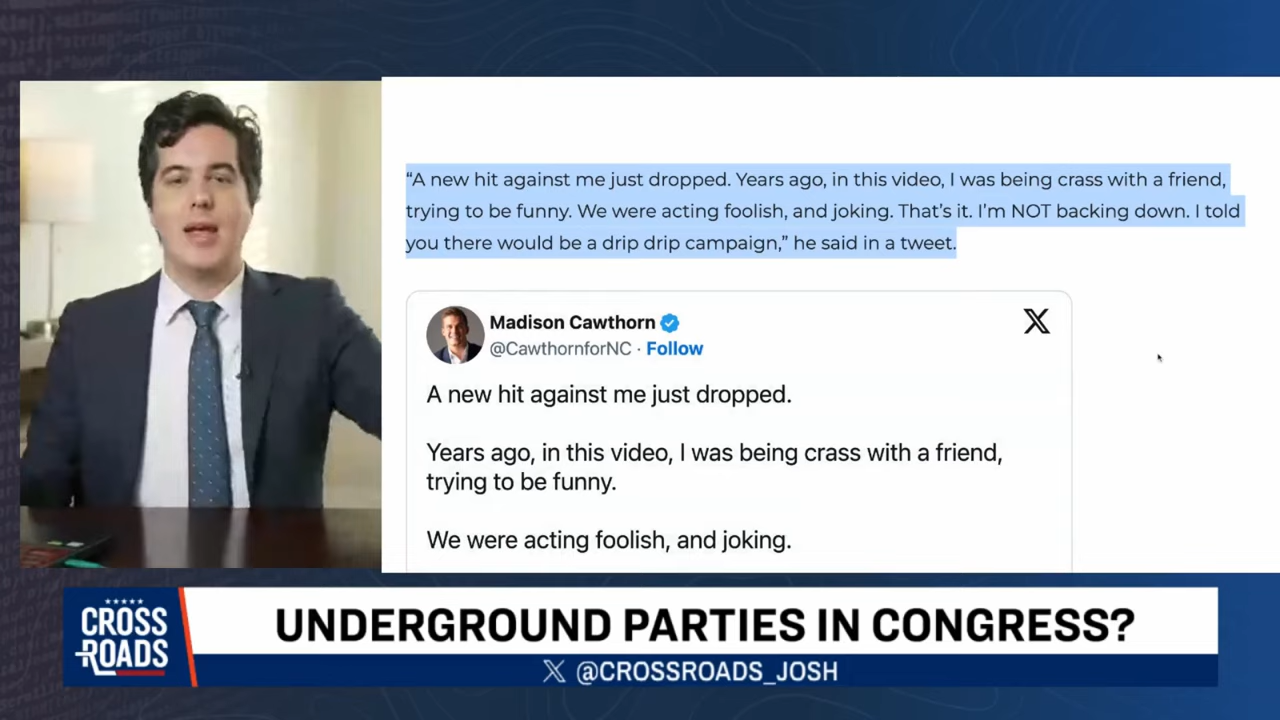 “A new hit against me just dropped. Years ago, in this video, I was being crass with a friend,
trying to be funny. We were acting foolish, and joking. That’s it. I’m NOT backing down. I told
you there would be a drip drip campaign,” he said in a tweet.
Madison Cawthorn
@CawthornforNC · Follow
A new hit against me just dropped.
Years ago, in this video, I was being crass with a friend,
trying to be funny.
We were acting foolish, and joking.
CROSS
ROADS
UNDERGROUND PARTIES IN CONGRESS?
X @CROSSROADS_JOSH